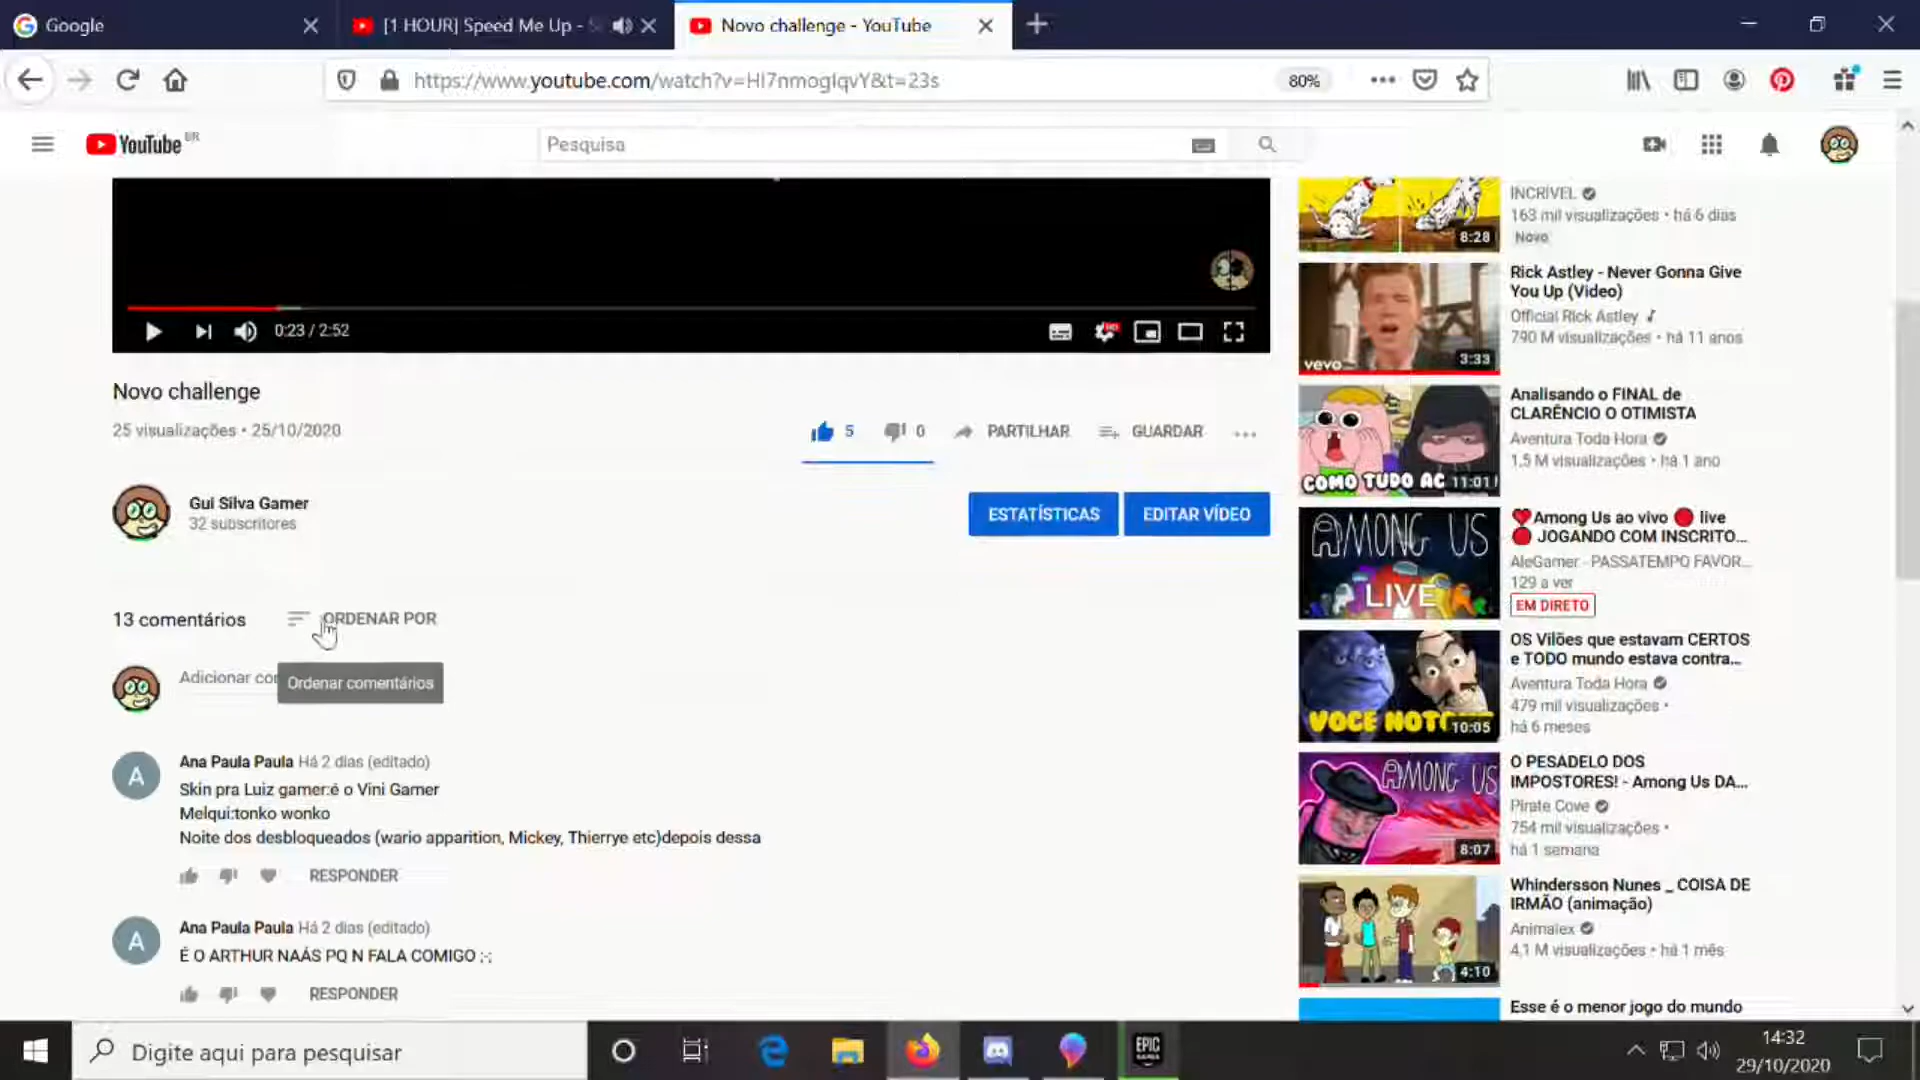 Google
[1 HOUR] Speed Me Up - S
Novo challenge - YouTube
https://www.youtube.com/watch?v=HI7nmogIqvY&t=23s
80%
YouTube BR
Pesquisa
0:23 / 2:52
HD
Novo challenge
25 visualizações • 25/10/2020
5
0
PARTILHAR
GUARDAR
Gui Silva Gamer
32 subscritores
ESTATÍSTICAS
EDITAR VÍDEO
13 comentários
ORDENAR POR
Adicionar co
Ordenar comentários
A
Ana Paula Paula Há 2 dias (editado)
Skin pra Luiz gamer:é o Vini Gamer
Melqui:tonko wonko
Noite dos desbloqueados (wario apparition, Mickey, Thierrye etc)depois dessa
RESPONDER
A
Ana Paula Paula Há 2 dias (editado)
É O ARTHUR NAÁS PQ N FALA COMIGO ;-;
RESPONDER
8:28
INCRÍVEL
163 mil visualizações • há 6 dias
Novo
vevo
3:33
Rick Astley - Never Gonna Give
You Up (Video)
Official Rick Astley
790 M visualizações • há 11 anos
COMO TUDO AC
11:01
Analisando o FINAL de
CLARÊNCIO O OTIMISTA
Aventura Toda Hora
1,5 M visualizações • há 1 ano
AMONG US
LIVE
Among Us ao vivo live
JOGANDO COM INSCRITO...
AleGamer - PASSATEMPO FAVOR...
129 a ver
EM DIRETO
VOCE NOT
10:05
OS Vilões que estavam CERTOS
e TODO mundo estava contra...
Aventura Toda Hora
479 mil visualizações •
há 6 meses
AMONG US
8:07
O PESADELO DOS
IMPOSTORES! - Among Us DA...
Pirate Cove
754 mil visualizações •
há 1 semana
4:10
Whindersson Nunes _ COISA DE
IRMÃO (animação)
Animalex
4,1 M visualizações • há 1 mês
Esse é o menor jogo do mundo
Digite aqui para pesquisar
EPIC
GAMES
14:32
29/10/2020